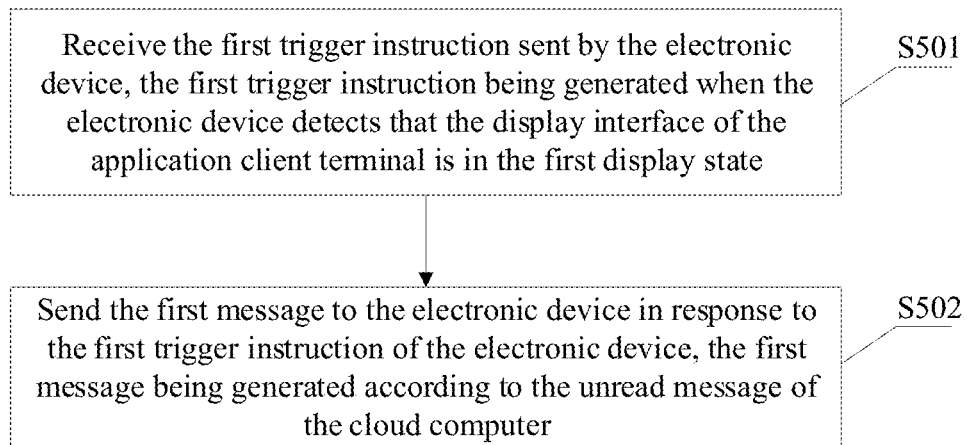 Receive the first trigger instruction sent by the electronic
device, the first trigger instruction being generated when the
electronic device detects that the display interface of the
application client terminal is in the first display state
S501
Send the first message to the electronic device in response to
the first trigger instruction of the electronic device, the first
message being generated according to the unread message of
the cloud computer
S502